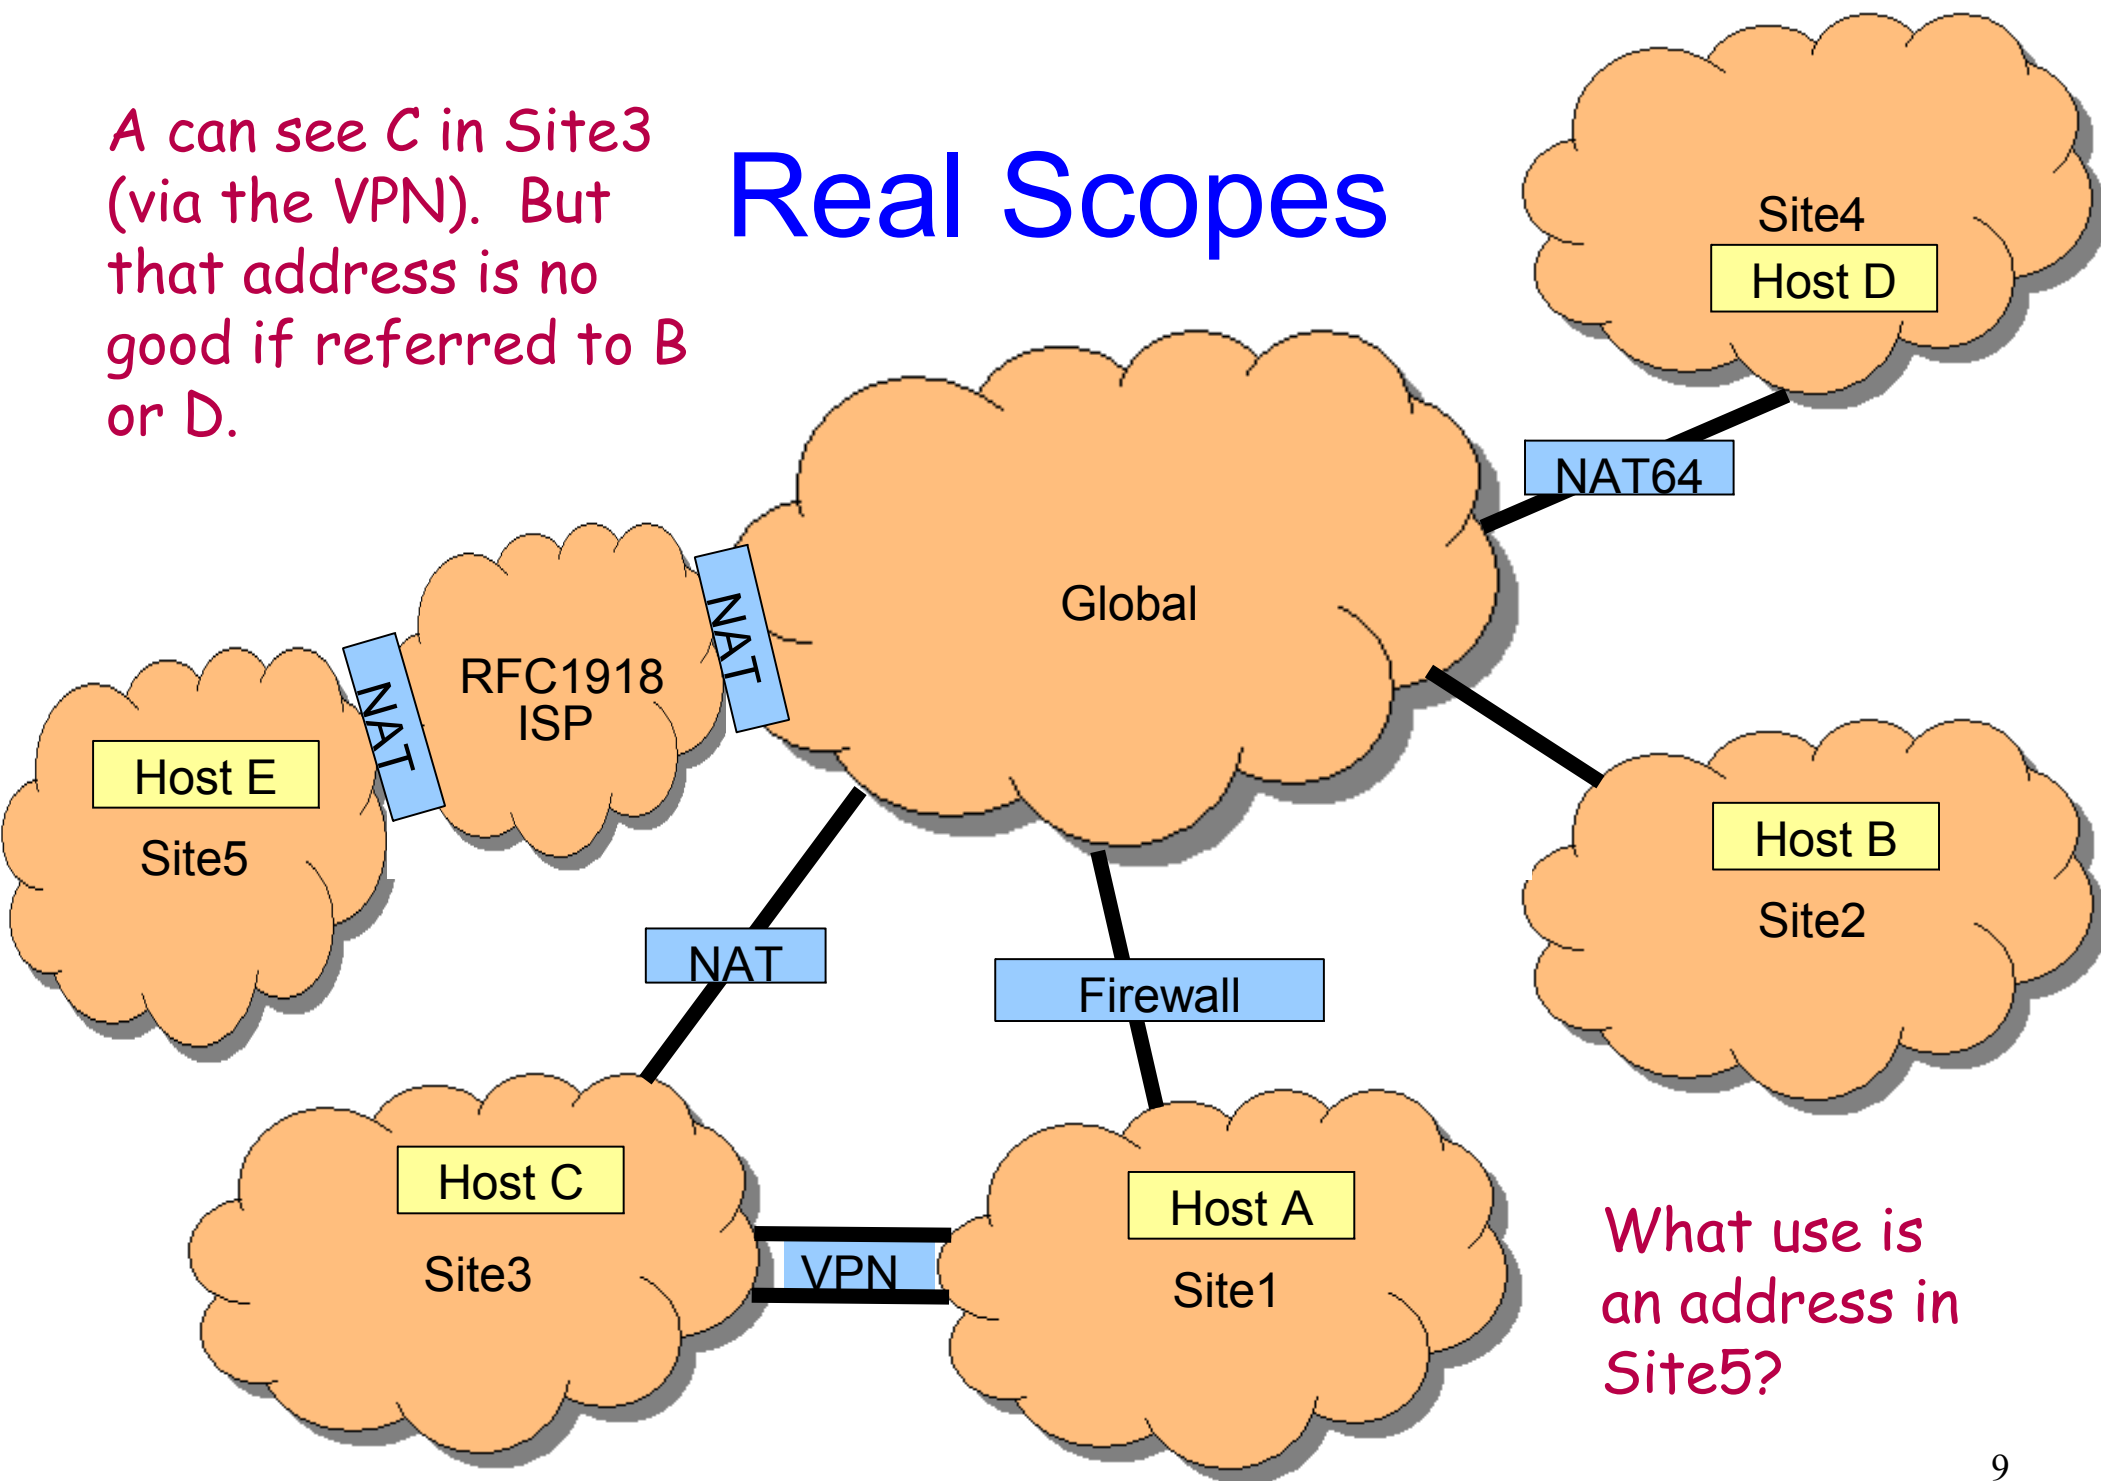 A can see C in Site3
(via the VPN).  But
that address is no
good if referred to B
or D.
Real Scopes
Site4
Host D
NAT64
Global
NAT
RFC1918
ISP
NAT
Host E
Site5
Host B
Site2
NAT
Firewall
Host C
Site3
VPN
Host A
Site1
What use is
an address in
Site5?
9